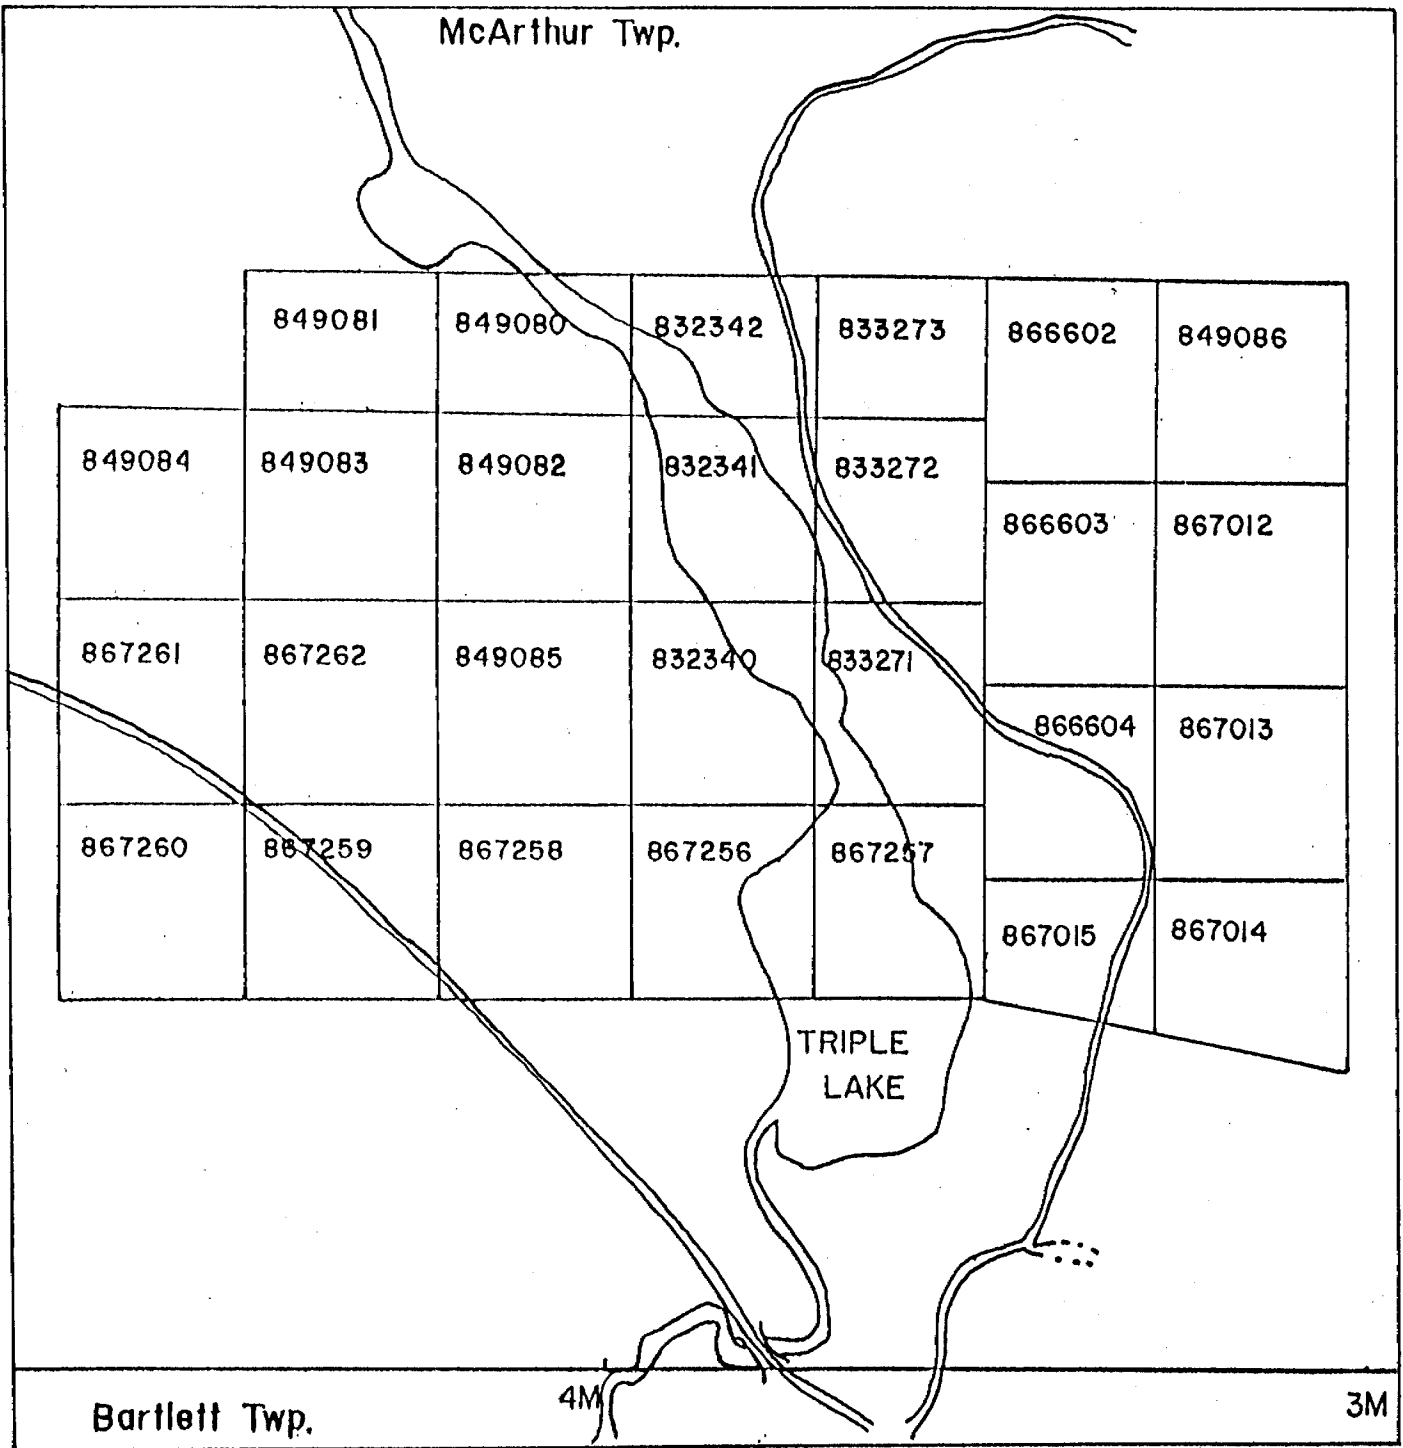 McArthur Twp.
849081 849080 832342 833273 866602 849086
849084 849083 849082 832341 833272
866603 867012
867261 867262 849085 832340 833271
866604 867013
867260 867259 867258 867256 867257
867015 867014
TRIPLE
LAKE
4M 3M
Bartlett Twp.